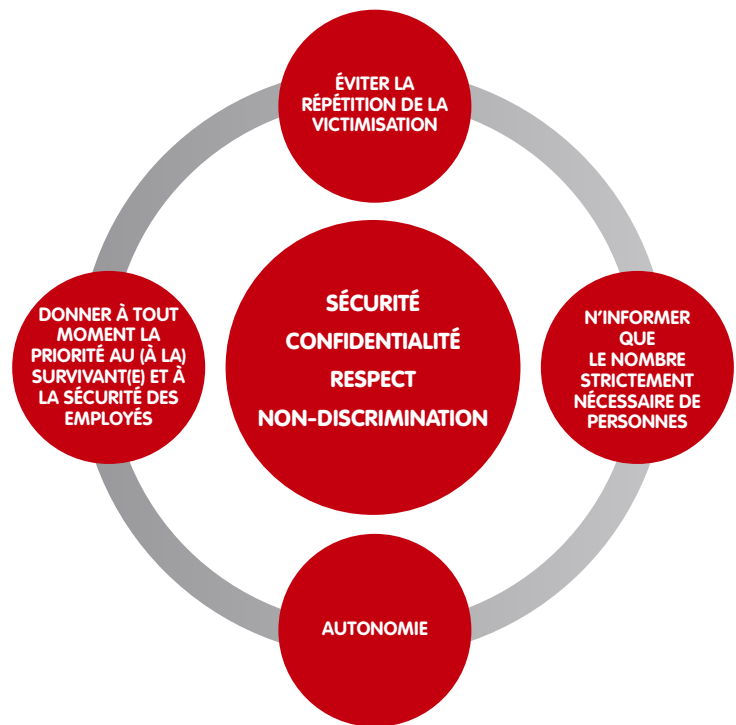 ÉVITER LA
RÉPÉTITION DE LA
VICTIMISATION
DONNER À TOUT
MOMENT LA
PRIORITÉ AU (À LA)
SURVIVANT(E) ET À
LA SÉCURITÉ DES
EMPLOYÉS
SÉCURITÉ
CONFIDENTIALITÉ
RESPECT
NON-DISCRIMINATION
N'INFORMER
QUE
LE NOMBRE
STRICTEMENT
NÉCESSAIRE DE
PERSONNES
AUTONOMIE